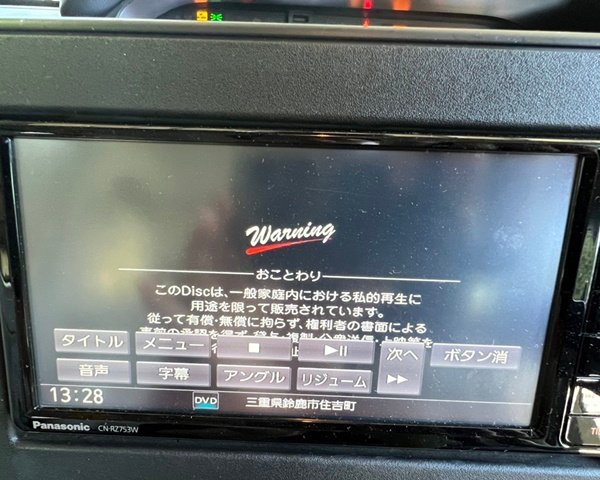 Warning
おことわり
このDiscは、一般家庭内における私的再生に
用途を限って販売されています。
従って有償・無償に拘らず、権利者の書面による
タイトル メニュー ■ ▶II 次へ ▶▶ ボタン消
音声 字幕 アングル リジューム
13:28 DVD 三重県鈴鹿市住吉町
Panasonic CN-RZ753W